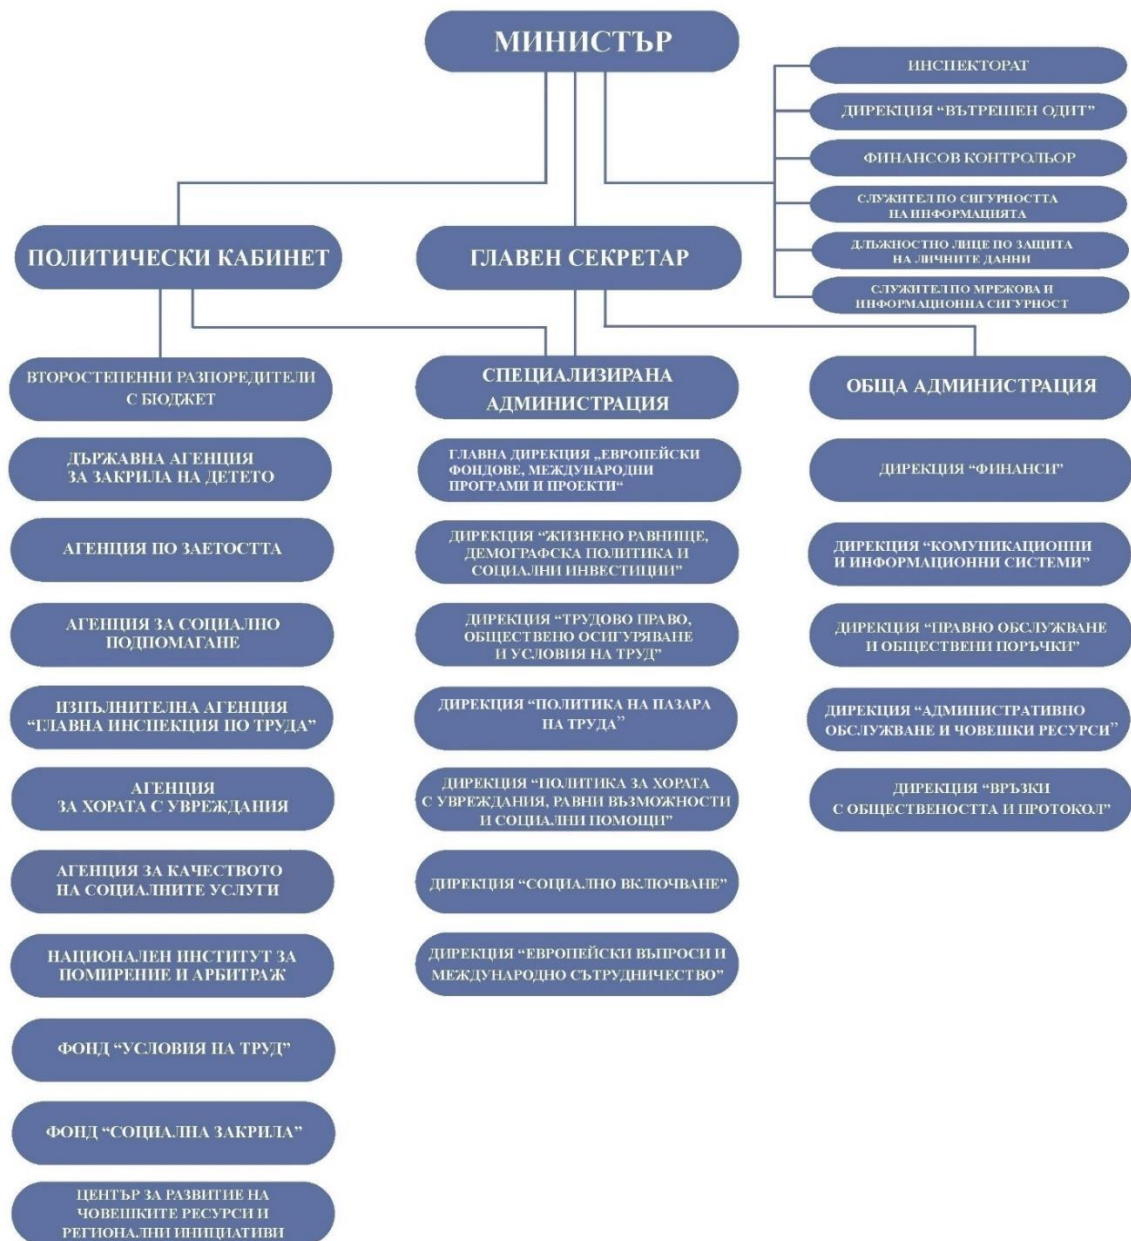 МИНИСТЪР
ИНСПЕКТОРАТ
ДИРЕКЦИЯ “ВЪТРЕШЕН ОДИТ”
ФИНАНСОВ КОНТРОЛЬОР
СЛУЖИТЕЛ ПО СИГУРНОСТТА
НА ИНФОРМАЦИЯТА
ДЛЪЖНОСТНО ЛИЦЕ ПО ЗАЩИТА
НА ЛИЧНИТЕ ДАННИ
СЛУЖИТЕЛ ПО МРЕЖОВА И
ИНФОРМАЦИОННА СИГУРНОСТ
ПОЛИТИЧЕСКИ КАБИНЕТ
ГЛАВЕН СЕКРЕТАР
ВТОРОСТЕПЕННИ РАЗПОРЕДИТЕЛИ
С БЮДЖЕТ
ДЪРЖАВНА АГЕНЦИЯ
ЗА ЗАКРИЛА НА ДЕТЕТО
АГЕНЦИЯ ПО ЗАЕТОСТТА
АГЕНЦИЯ ЗА СОЦИАЛНО
ПОДПОМАГАНЕ
ИЗПЪЛНИТЕЛНА АГЕНЦИЯ
“ГЛАВНА ИНСПЕКЦИЯ ПО ТРУДА”
АГЕНЦИЯ
ЗА ХОРАТА С УВРЕЖДАНИЯ
АГЕНЦИЯ ЗА КАЧЕСТВОТО
НА СОЦИАЛНИТЕ УСЛУГИ
НАЦИОНАЛЕН ИНСТИТУТ ЗА
ПОМИРЕНИЕ И АРБИТРАЖ
ФОНД “УСЛОВИЯ НА ТРУД”
ФОНД “СОЦИАЛНА ЗАКРИЛА”
ЦЕНТЪР ЗА РАЗВИТИЕ НА
ЧОВЕШКИТЕ РЕСУРСИ И
РЕГИОНАЛНИ ИНИЦИАТИВИ
СПЕЦИАЛИЗИРАНА
АДМИНИСТРАЦИЯ
ГЛАВНА ДИРЕКЦИЯ „ЕВРОПЕЙСКИ
ФОНДОВЕ, МЕЖДУНАРОДНИ
ПРОГРАМИ И ПРОЕКТИ“
ДИРЕКЦИЯ “ЖИЗНЕНО РАВНИЩЕ,
ДЕМОГРАФСКА ПОЛИТИКА И
СОЦИАЛНИ ИНВЕСТИЦИИ”
ДИРЕКЦИЯ “ТРУДОВО ПРАВО,
ОБЩЕСТВЕНО ОСИГУРЯВАНЕ
И УСЛОВИЯ НА ТРУД”
ДИРЕКЦИЯ “ПОЛИТИКА НА ПАЗАРА
НА ТРУДА”
ДИРЕКЦИЯ “ПОЛИТИКА ЗА ХОРАТА
С УВРЕЖДАНИЯ, РАВНИ ВЪЗМОЖНОСТИ
И СОЦИАЛНИ ПОМОЩИ”
ДИРЕКЦИЯ “СОЦИАЛНО ВКЛЮЧВАНЕ”
ДИРЕКЦИЯ “ЕВРОПЕЙСКИ ВЪПРОСИ И
МЕЖДУНАРОДНО СЪТРУДНИЧЕСТВО”
ОБЩА АДМИНИСТРАЦИЯ
ДИРЕКЦИЯ “ФИНАНСИ”
ДИРЕКЦИЯ “КОМУНИКАЦИОННИ
И ИНФОРМАЦИОННИ СИСТЕМИ”
ДИРЕКЦИЯ “ПРАВНО ОБСЛУЖВАНЕ
И ОБЩЕСТВЕНИ ПОРЪЧКИ”
ДИРЕКЦИЯ “АДМИНИСТРАТИВНО
ОБСЛУЖВАНЕ И ЧОВЕШКИ РЕСУРСИ”
ДИРЕКЦИЯ “ВРЪЗКИ
С ОБЩЕСТВЕНОСТТА И ПРОТОКОЛ”